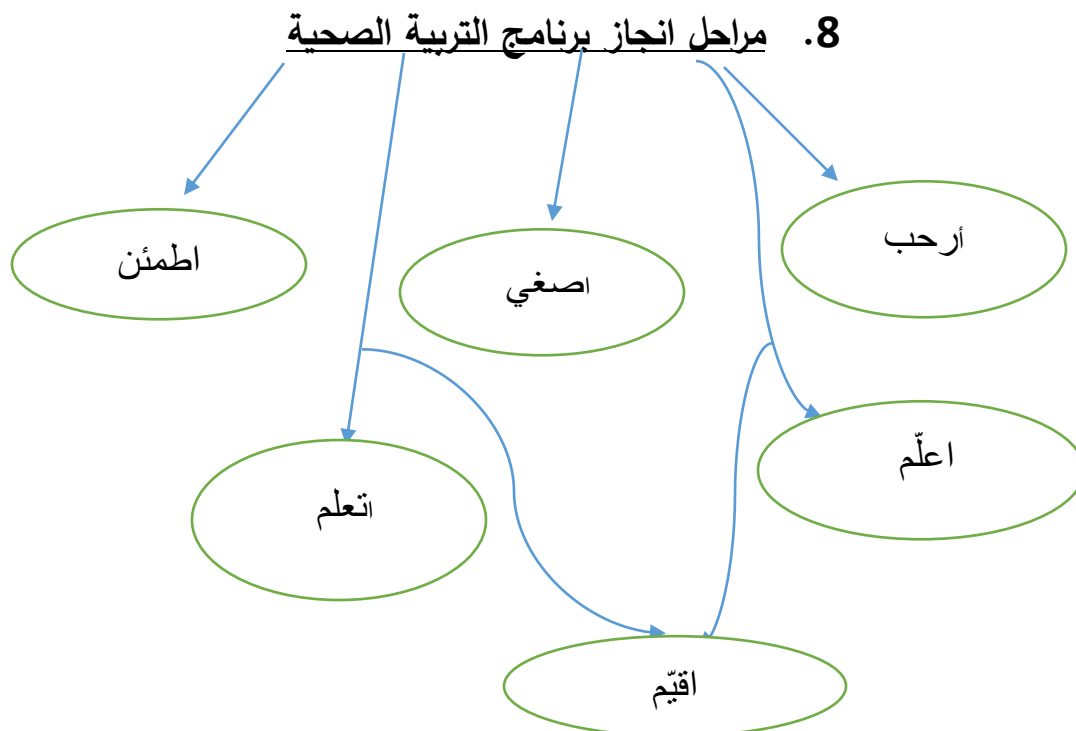 8. مراحل انجاز برنامج التربية الصحية
أرحب
اصغي
اطمئن
اعلّم
اتعلم
اقيّم